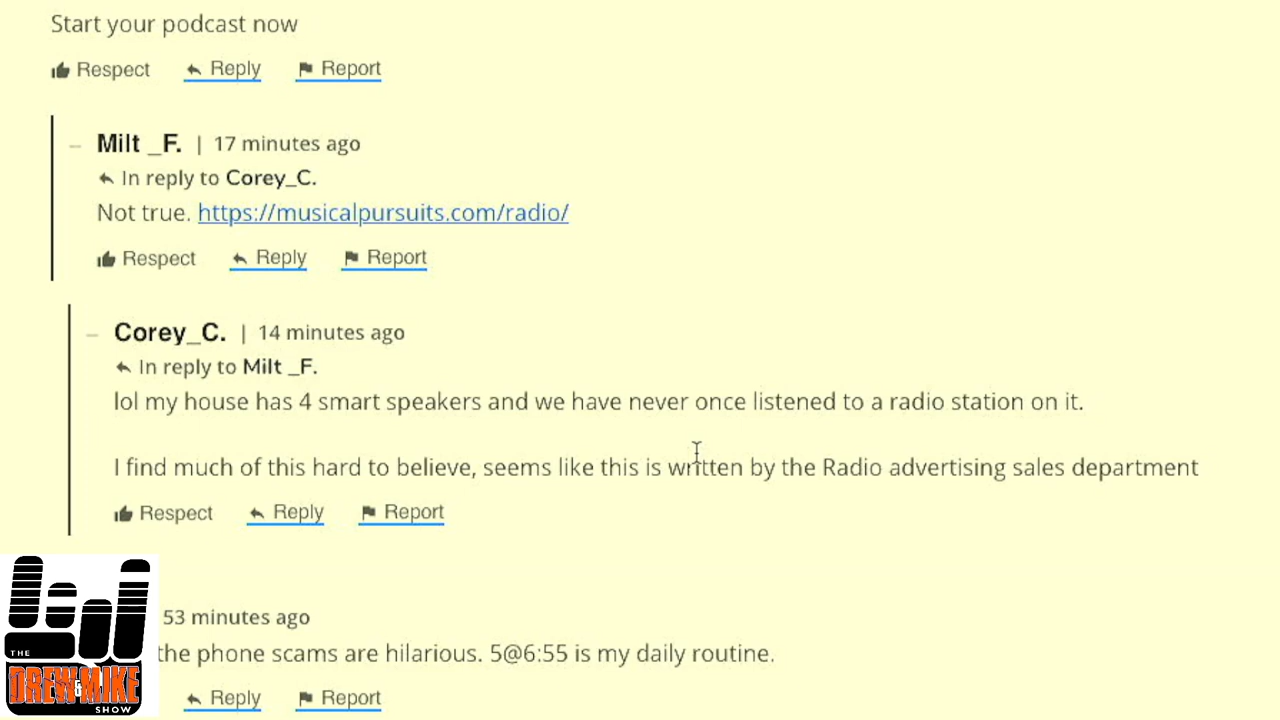 Start your podcast now
Respect Reply Report
Milt _F. | 17 minutes ago
In reply to Corey_C.
Not true. https://musicalpursuits.com/radio/
Respect Reply Report
Corey_C. | 14 minutes ago
In reply to Milt _F.
lol my house has 4 smart speakers and we have never once listened to a radio station on it.
I find much of this hard to believe, seems like this is written by the Radio advertising sales department
Respect Reply Report
53 minutes ago
the phone scams are hilarious. 5@6:55 is my daily routine.
Reply Report
THE
DREW & MIKE
SHOW